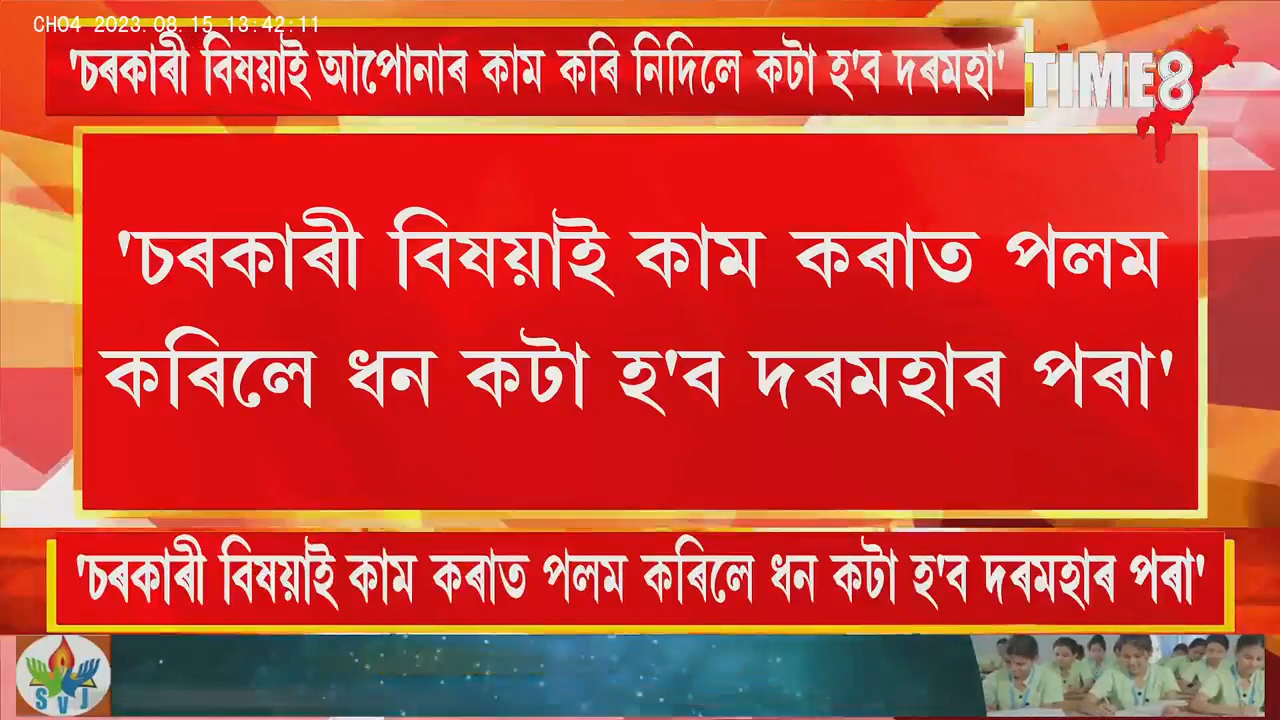 CH04 2023.08.15 13:42:11
'চৰকাৰী বিষয়াই আপোনাৰ কাম কৰি নিদিলে কটা হ'ব দৰমহা'
TIME8
'চৰকাৰী বিষয়াই কাম কৰাত পলম
কৰিলে ধন কটা হ'ব দৰমহাৰ পৰা'
'চৰকাৰী বিষয়াই কাম কৰাত পলম কৰিলে ধন কটা হ'ব দৰমহাৰ পৰা'
SVJ